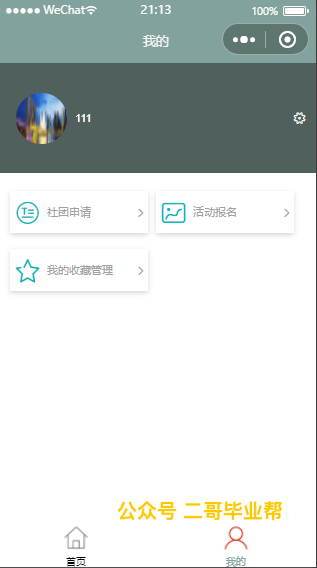 WeChat 21:13 100%
我的
111
社团申请
活动报名
我的收藏管理
公众号 二哥毕业帮
首页
我的